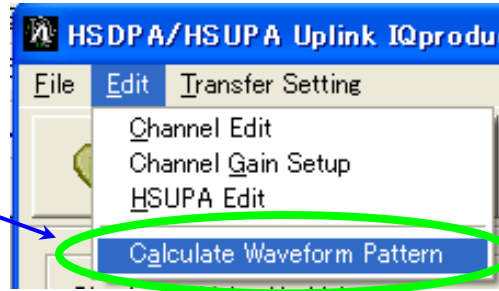 HSDPA/HSUPA Uplink IQprodu
File Edit Transfer Setting
Channel Edit
Channel Gain Setup
HSUPA Edit
Calculate Waveform Pattern